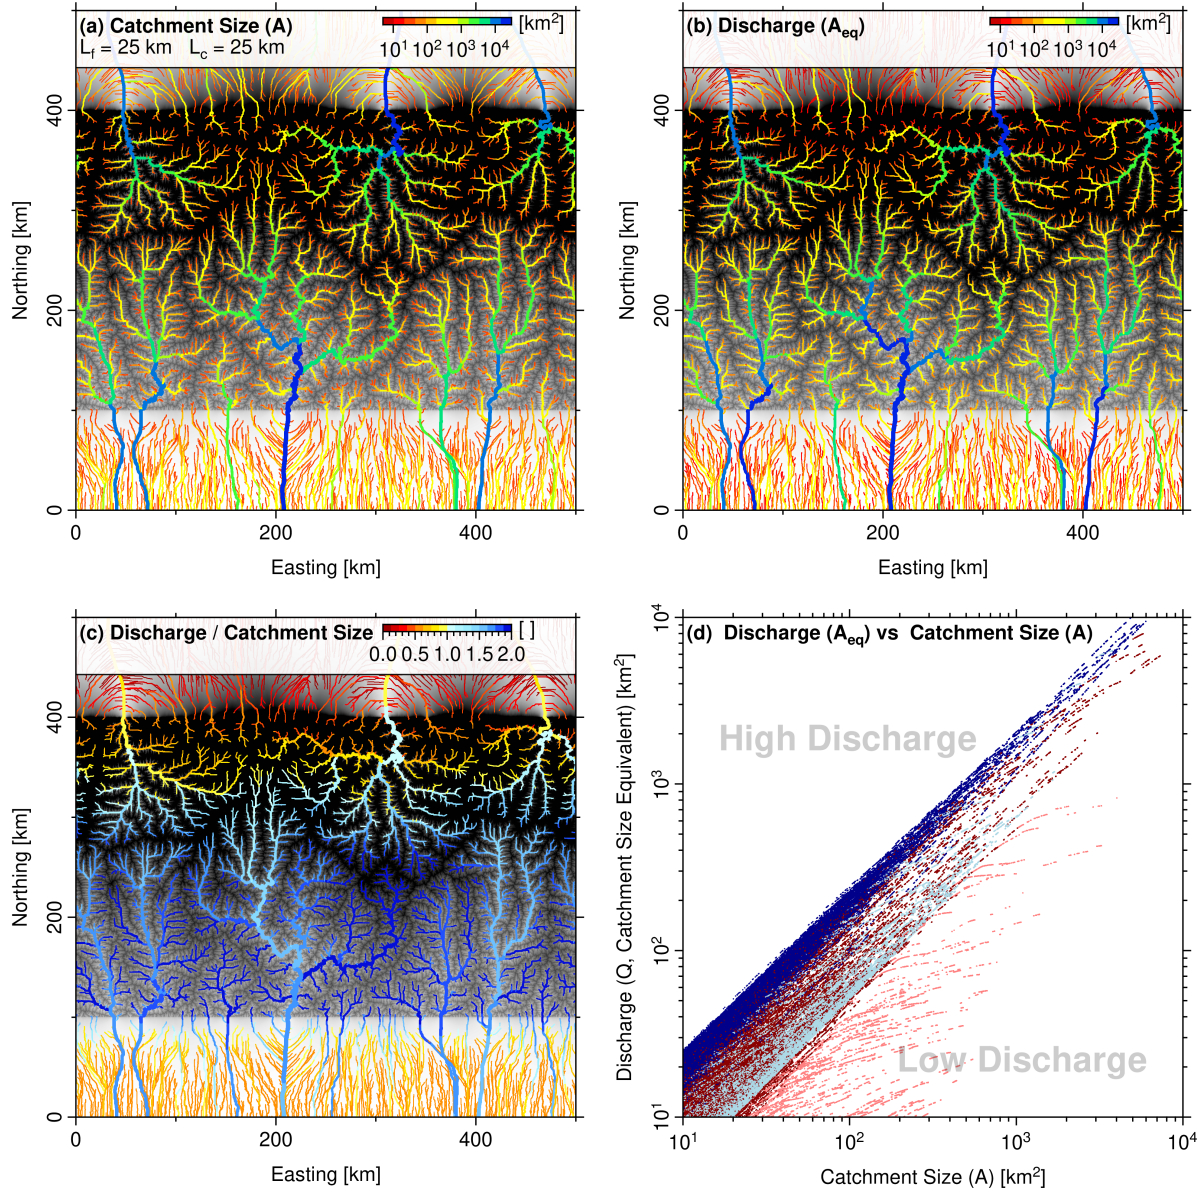 (a) Catchment Size (A)
L_f = 25 km L_c = 25 km
[km²]
10¹ 10² 10³ 10⁴
400
200
0
Northing [km]
0 200 400
Easting [km]
(b) Discharge (A_eq)
[km²]
10¹ 10² 10³ 10⁴
400
200
0
Northing [km]
0 200 400
Easting [km]
(c) Discharge / Catchment Size
[ ]
0.0 0.5 1.0 1.5 2.0
400
200
0
Northing [km]
0 200 400
Easting [km]
(d) Discharge (A_eq) vs Catchment Size (A)
High Discharge
Low Discharge
10⁴
10³
10²
10¹
Discharge (Q, Catchment Size Equivalent) [km²]
10¹ 10² 10³ 10⁴
Catchment Size (A) [km²]